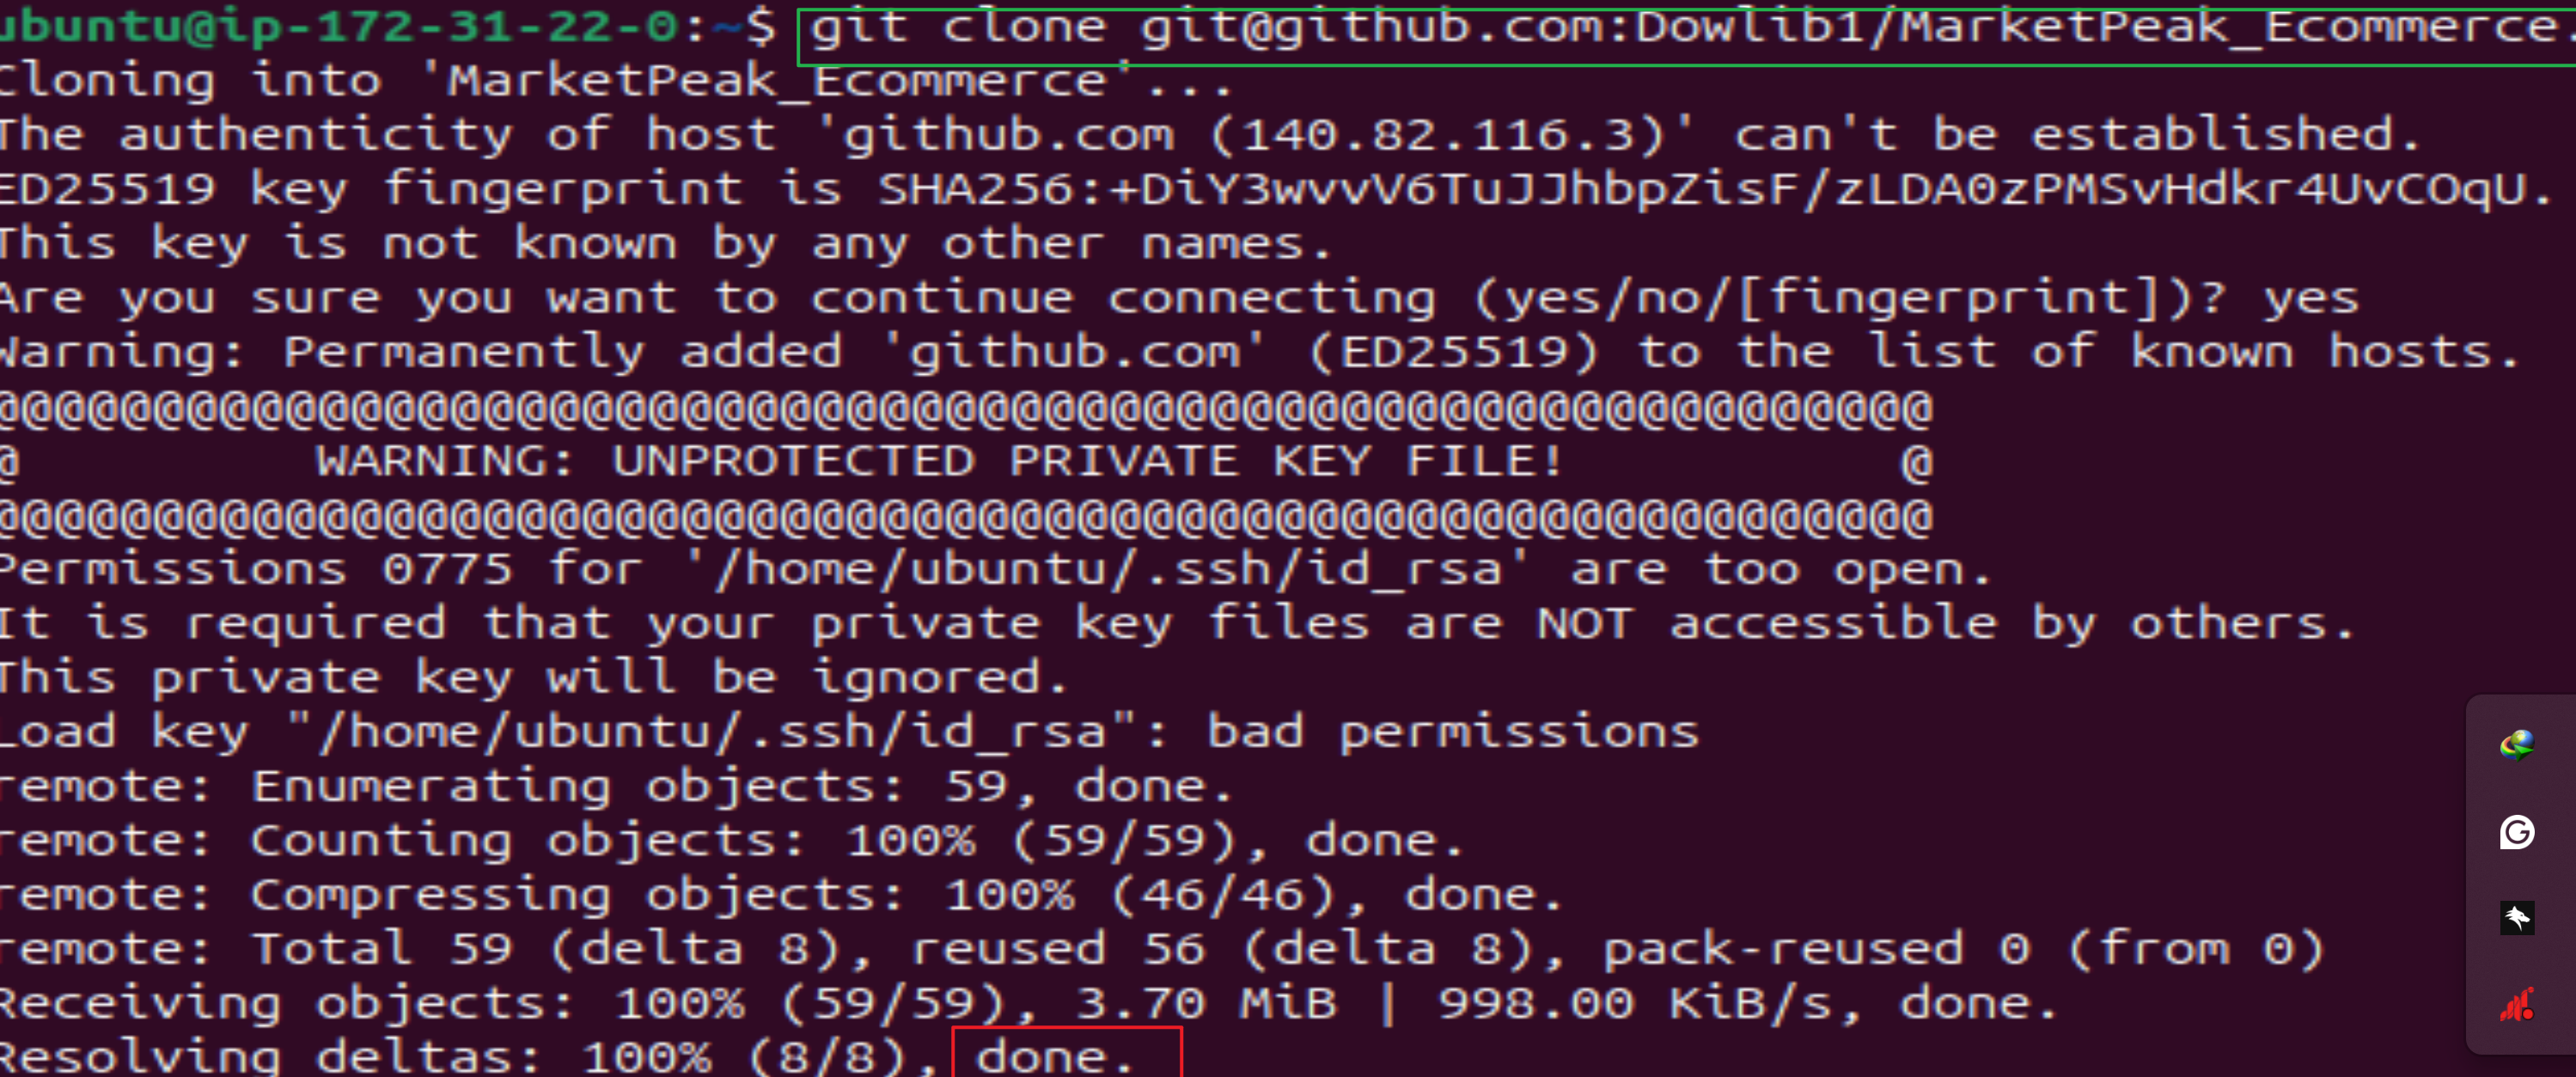 ubuntu@ip-172-31-22-0:~$ git clone git@github.com:Dowlib1/MarketPeak_Ecommerce.
Cloning into 'MarketPeak_Ecommerce'...
The authenticity of host 'github.com (140.82.116.3)' can't be established.
ED25519 key fingerprint is SHA256:+DiY3wvvV6TuJJhbpZisF/zLDA0zPMSvHdkr4UvCOqU.
This key is not known by any other names.
Are you sure you want to continue connecting (yes/no/[fingerprint])? yes
Warning: Permanently added 'github.com' (ED25519) to the list of known hosts.
@@@@@@@@@@@@@@@@@@@@@@@@@@@@@@@@@@@@@@@@@@@@@@@@@@@@@@@@@@@
@         WARNING: UNPROTECTED PRIVATE KEY FILE!          @
@@@@@@@@@@@@@@@@@@@@@@@@@@@@@@@@@@@@@@@@@@@@@@@@@@@@@@@@@@@
Permissions 0775 for '/home/ubuntu/.ssh/id_rsa' are too open.
It is required that your private key files are NOT accessible by others.
This private key will be ignored.
Load key "/home/ubuntu/.ssh/id_rsa": bad permissions
remote: Enumerating objects: 59, done.
remote: Counting objects: 100% (59/59), done.
remote: Compressing objects: 100% (46/46), done.
remote: Total 59 (delta 8), reused 56 (delta 8), pack-reused 0 (from 0)
Receiving objects: 100% (59/59), 3.70 MiB | 998.00 KiB/s, done.
Resolving deltas: 100% (8/8), done.